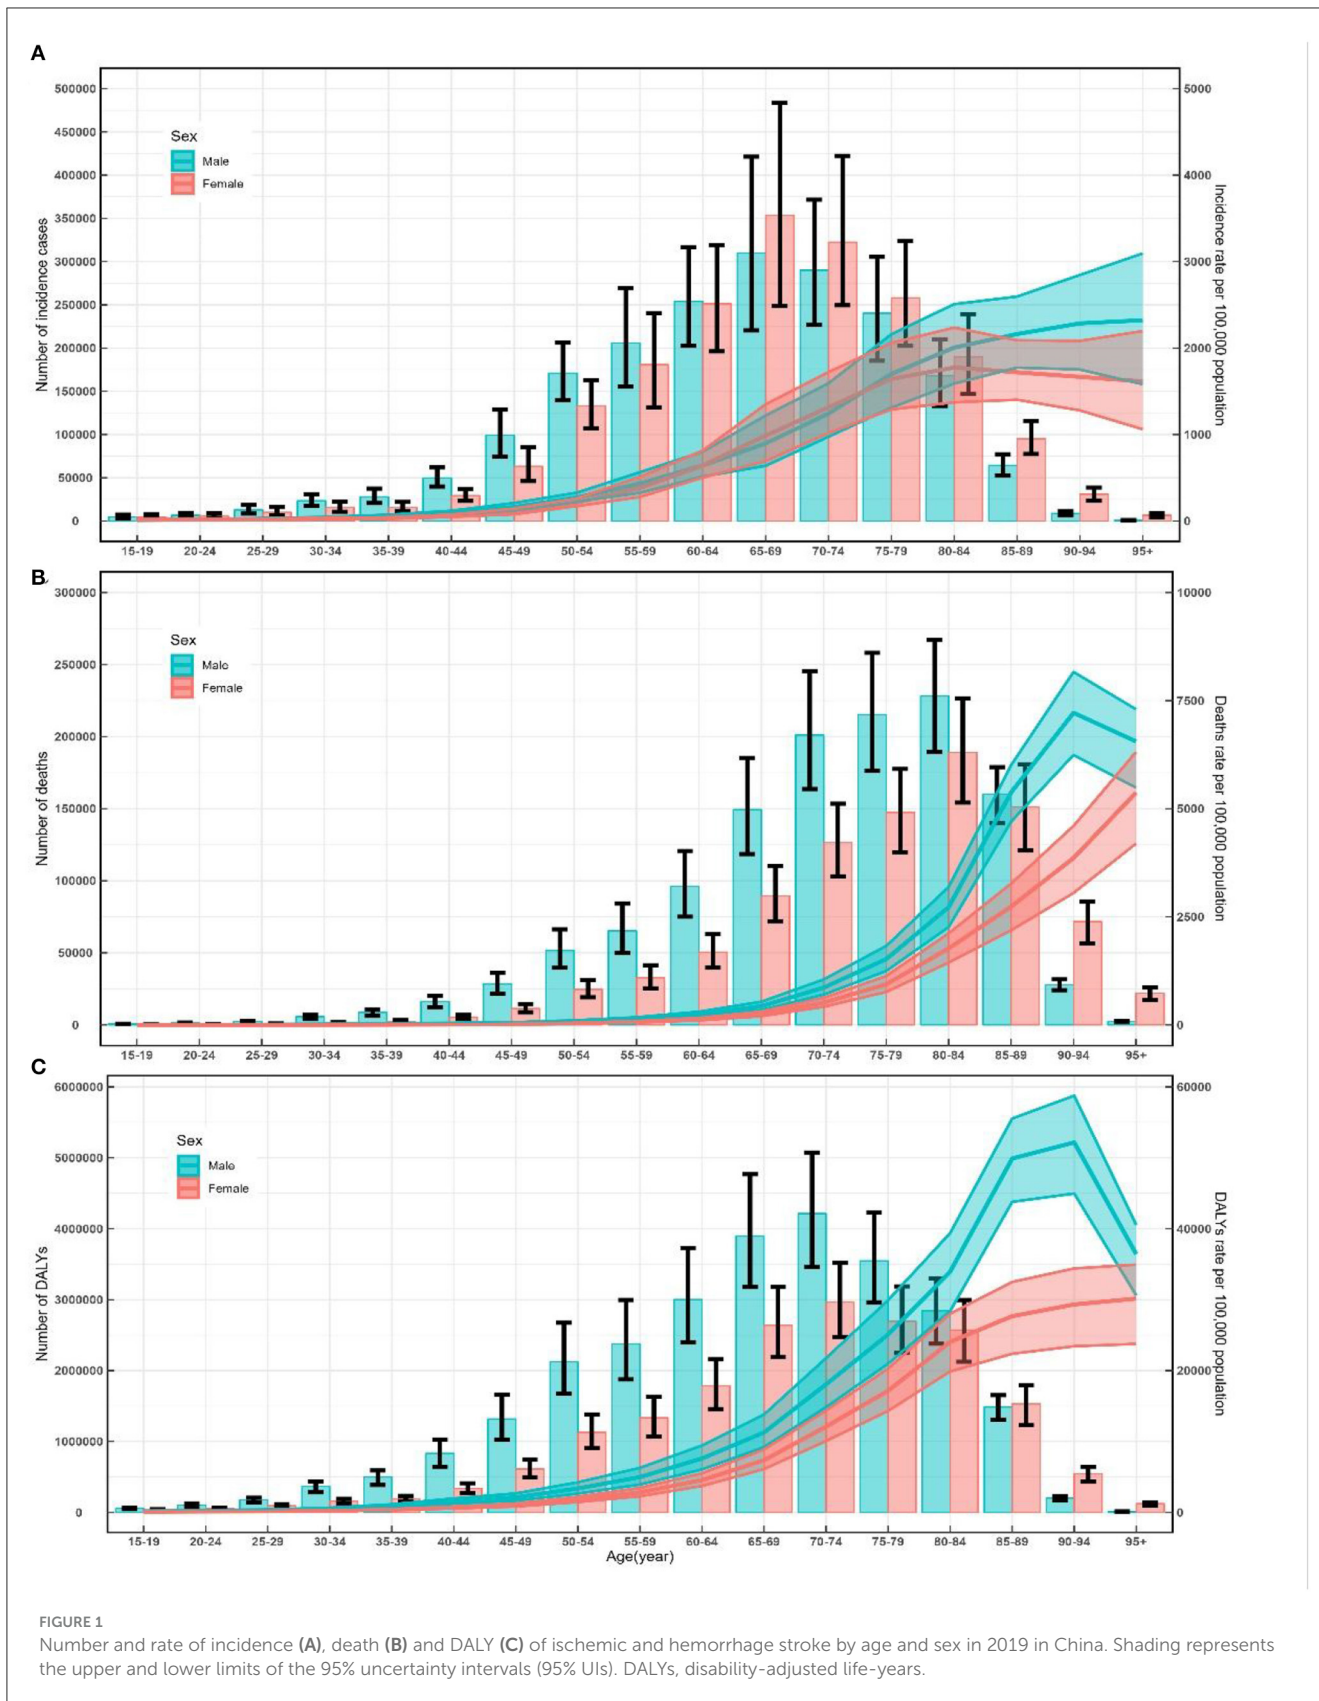 A
500000
450000
400000
350000
300000
250000
200000
150000
100000
50000
0
5000
4000
3000
2000
1000
0
Number of incidence cases
Incidence rate per 100,000 population
Sex
Male
Female
15-19 20-24 25-29 30-34 35-39 40-44 45-49 50-54 55-59 60-64 65-69 70-74 75-79 80-84 85-89 90-94 95+
B
300000
250000
200000
150000
100000
50000
0
10000
7500
5000
2500
0
Number of deaths
Deaths rate per 100,000 population
Sex
Male
Female
15-19 20-24 25-29 30-34 35-39 40-44 45-49 50-54 55-59 60-64 65-69 70-74 75-79 80-84 85-89 90-94 95+
C
6000000
5000000
4000000
3000000
2000000
1000000
0
60000
40000
20000
0
Number of DALYs
DALYs rate per 100,000 population
Sex
Male
Female
15-19 20-24 25-29 30-34 35-39 40-44 45-49 50-54 55-59 60-64 65-69 70-74 75-79 80-84 85-89 90-94 95+
Age(year)
FIGURE 1
Number and rate of incidence (A), death (B) and DALY (C) of ischemic and hemorrhage stroke by age and sex in 2019 in China. Shading represents
the upper and lower limits of the 95% uncertainty intervals (95% UIs). DALYs, disability-adjusted life-years.